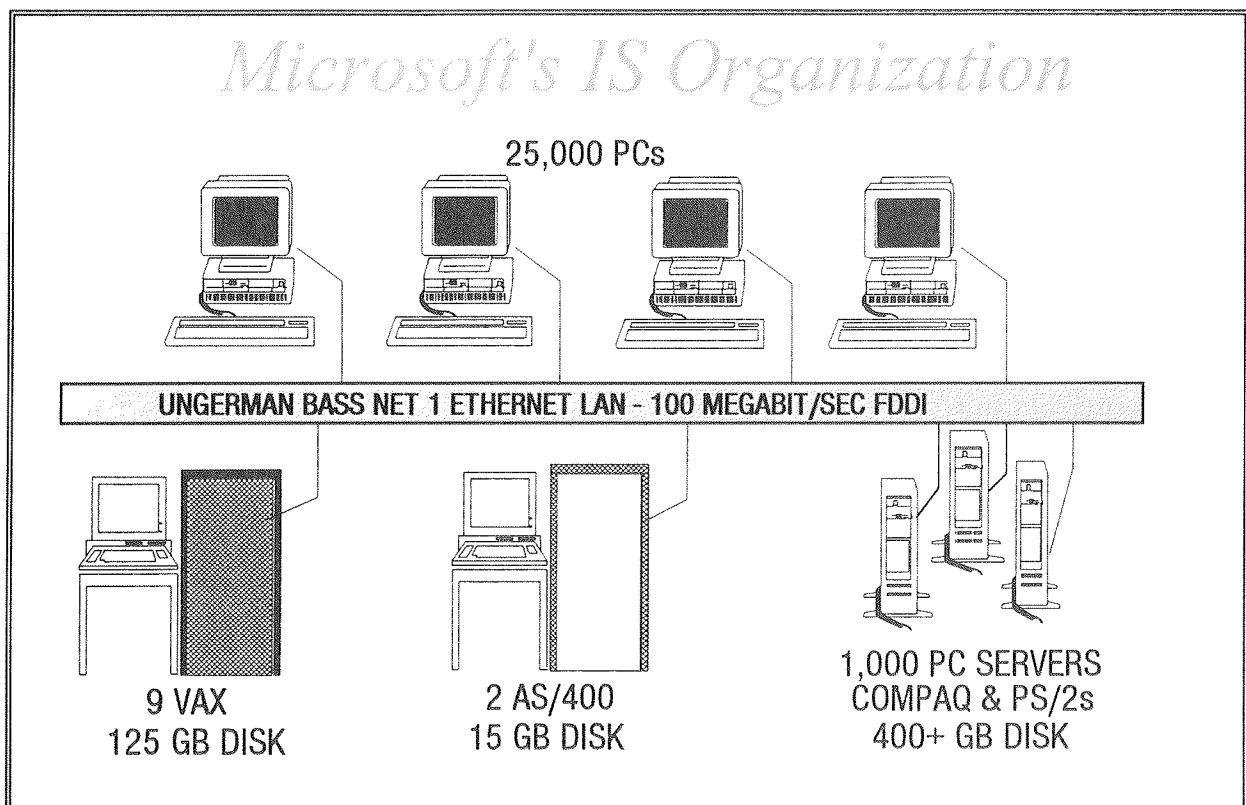 Microsoft's IS Organization
25,000 PCs
UNGERMAN BASS NET 1 ETHERNET LAN - 100 MEGABIT/SEC FDDI
9 VAX
125 GB DISK
2 AS/400
15 GB DISK
1,000 PC SERVERS
COMPAQ & PS/2s
400+ GB DISK